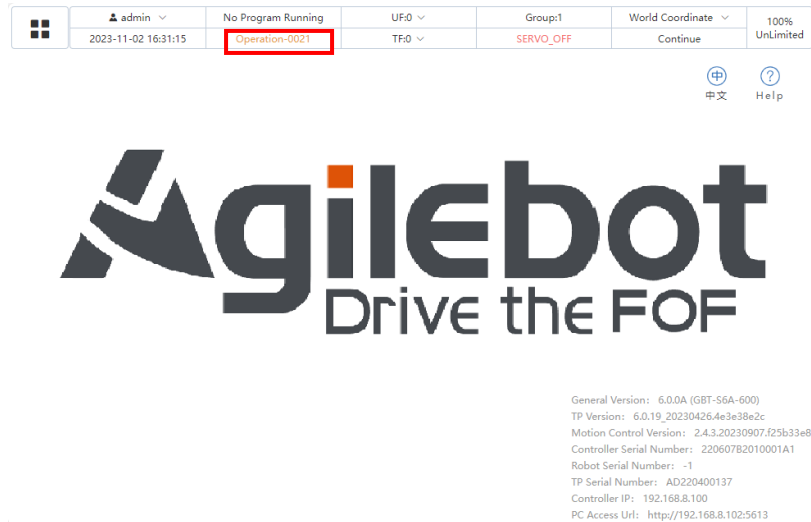 admin No Program Running UF:0 Group:1 World Coordinate 100%
2023-11-02 16:31:15 Operation-0021 TF:0 SERVO_OFF Continue UnLimited
中 ?
中文 Help
Agilebot
Drive the FOF
General Version: 6.0.0A (GBT-S6A-600)
TP Version: 6.0.19_20230426.4e3e38e2c
Motion Control Version: 2.4.3.20230907.f25b33e8
Controller Serial Number: 220607B2010001A1
Robot Serial Number: -1
TP Serial Number: AD220400137
Controller IP: 192.168.8.100
PC Access Url: http://192.168.8.102:5613